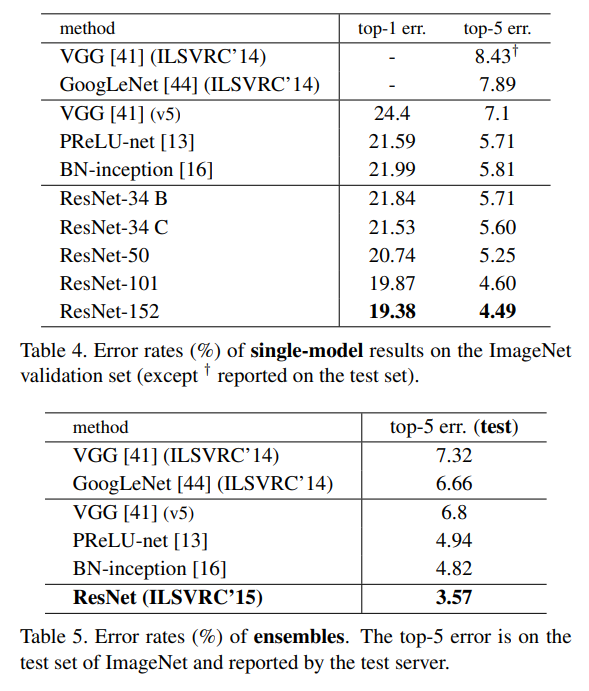 method top-1 err. top-5 err.
VGG [41] (ILSVRC’14) - 8.43†
GoogLeNet [44] (ILSVRC’14) - 7.89
VGG [41] (v5) 24.4 7.1
PReLU-net [13] 21.59 5.71
BN-inception [16] 21.99 5.81
ResNet-34 B 21.84 5.71
ResNet-34 C 21.53 5.60
ResNet-50 20.74 5.25
ResNet-101 19.87 4.60
ResNet-152 19.38 4.49
Table 4. Error rates (%) of single-model results on the ImageNet
validation set (except † reported on the test set).
method top-5 err. (test)
VGG [41] (ILSVRC’14) 7.32
GoogLeNet [44] (ILSVRC’14) 6.66
VGG [41] (v5) 6.8
PReLU-net [13] 4.94
BN-inception [16] 4.82
ResNet (ILSVRC’15) 3.57
Table 5. Error rates (%) of ensembles. The top-5 error is on the
test set of ImageNet and reported by the test server.